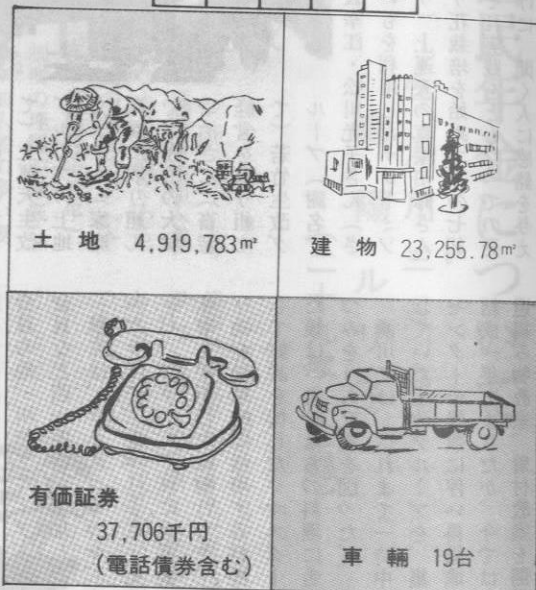 土地 4,919,783㎡
建物 23,255.78㎡
有価証券
37,706千円
(電話債券含む)
車輛 19台